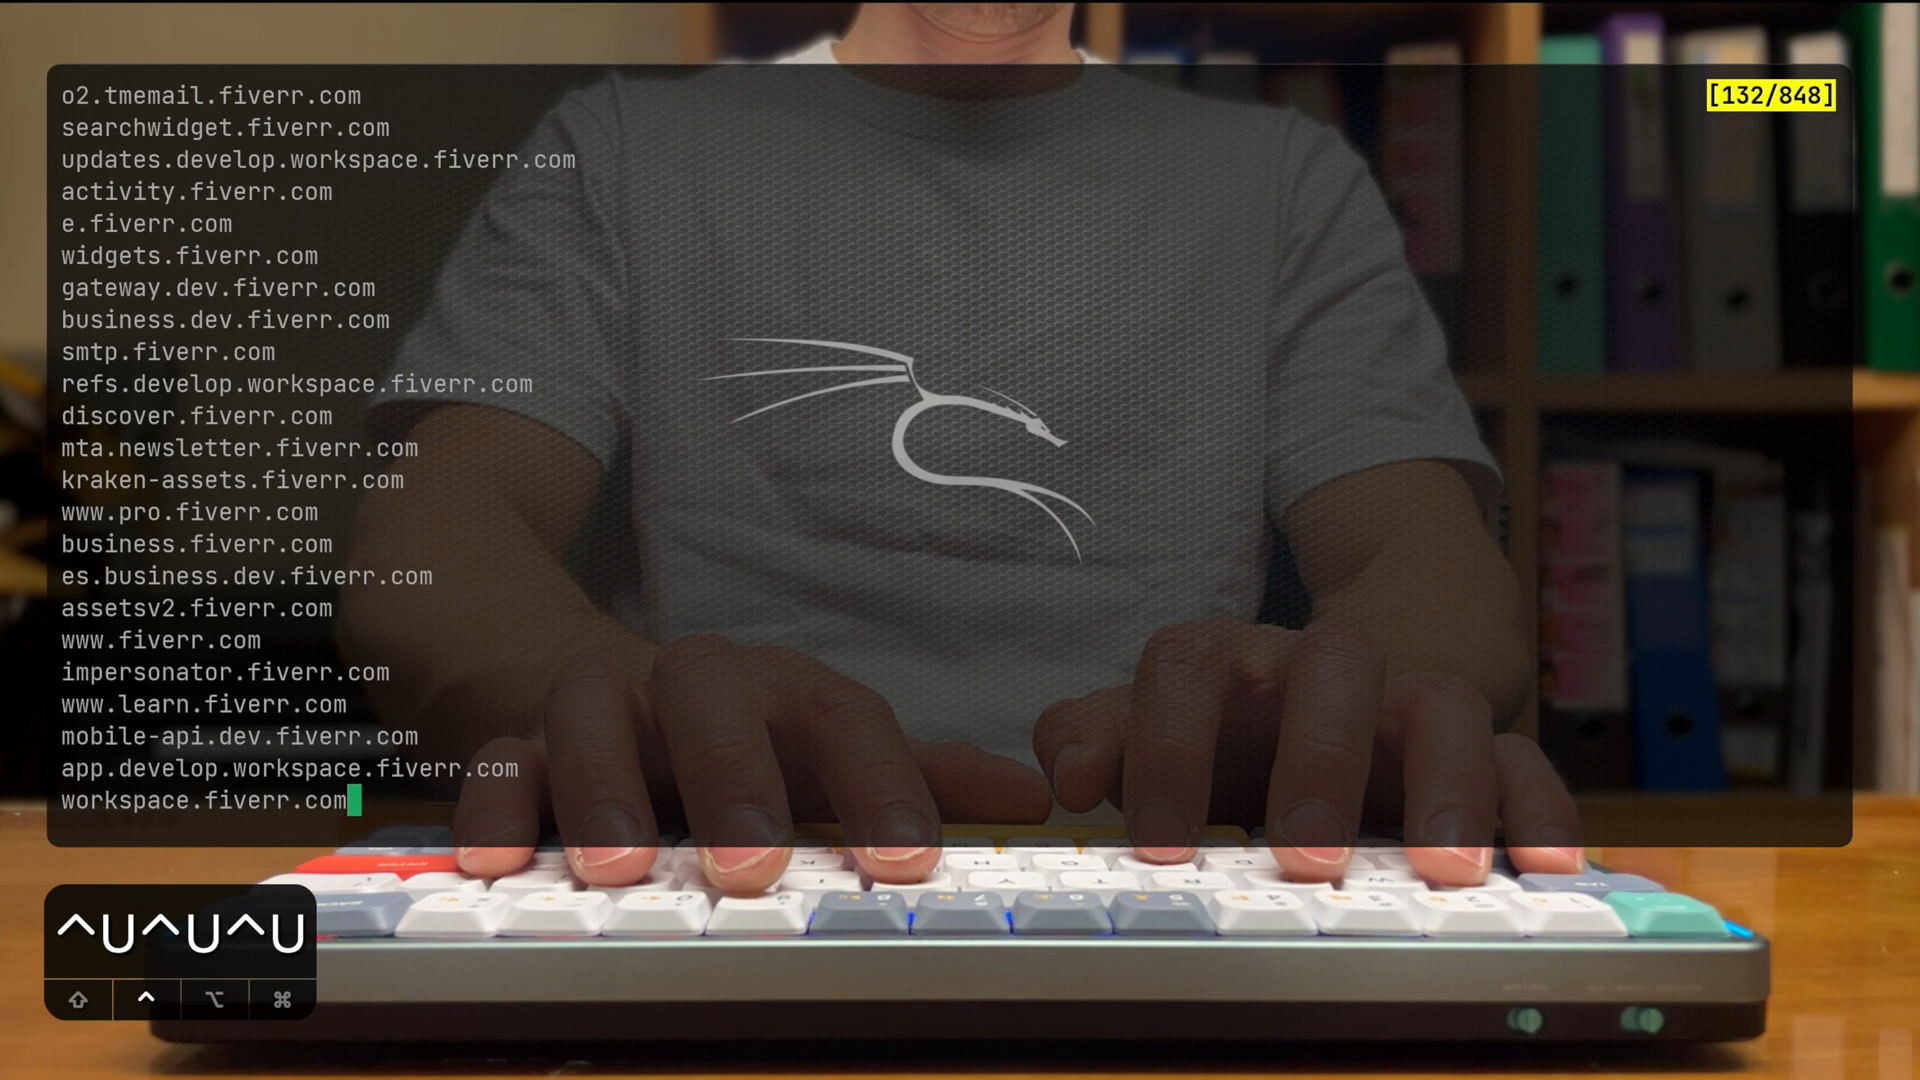 o2.tmemail.fiverr.com
[132/848]
searchwidget.fiverr.com
updates.develop.workspace.fiverr.com
activity.fiverr.com
e.fiverr.com
widgets.fiverr.com
gateway.dev.fiverr.com
business.dev.fiverr.com
smtp.fiverr.com
refs.develop.workspace.fiverr.com
discover.fiverr.com
mta.newsletter.fiverr.com
kraken-assets.fiverr.com
www.pro.fiverr.com
business.fiverr.com
es.business.dev.fiverr.com
assetsv2.fiverr.com
www.fiverr.com
impersonator.fiverr.com
www.learn.fiverr.com
mobile-api.dev.fiverr.com
app.develop.workspace.fiverr.com
workspace.fiverr.com
^U^U^U
⇧ ^ ⌥ ⌘